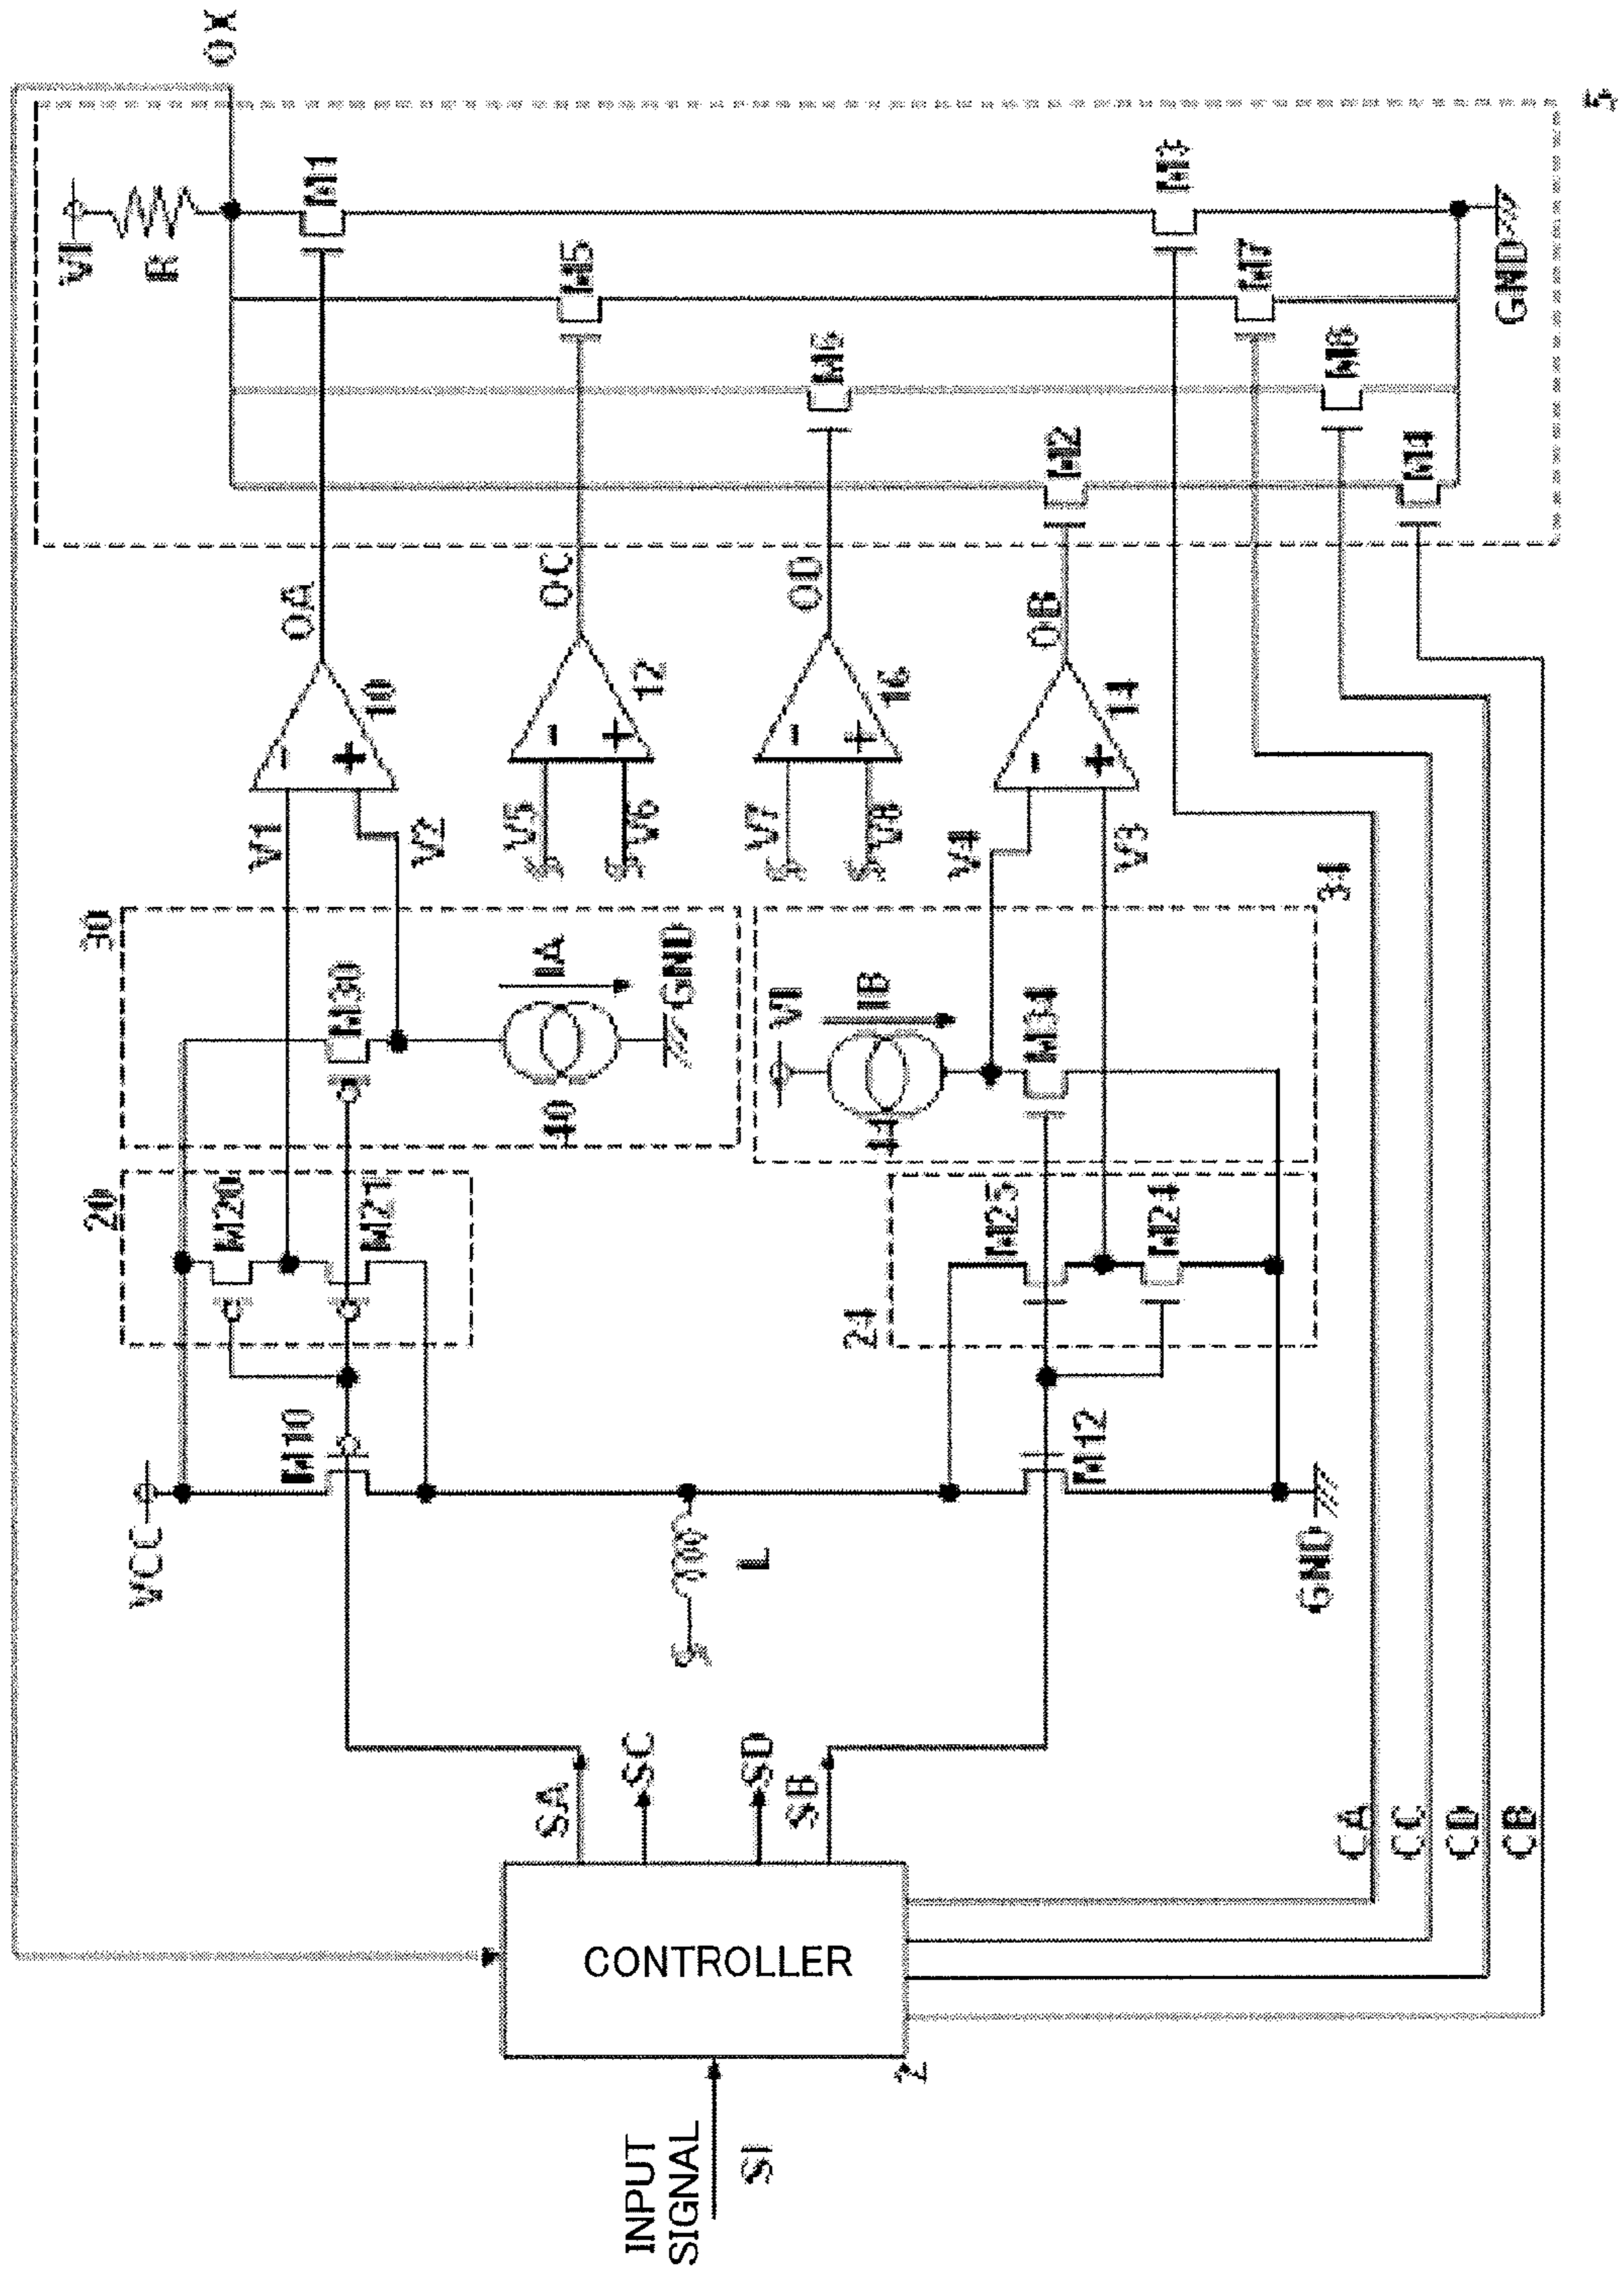 INPUT
SIGNAL
SI
CONTROLLER
2
SA
SC
SD
SB
CA
CC
CD
CB
VCC
M10
L
M12
GND
20
M20
M21
24
M25
M24
30
M30
IA
40
GND
VI
IB
44
M34
34
V1
V2
V5
V6
V7
V8
V4
V3
-
+
10
-
+
12
-
+
16
-
+
14
OA
OC
OD
OB
VI
R
OX
M1
M5
M6
M2
M3
M7
M8
M4
GND
5